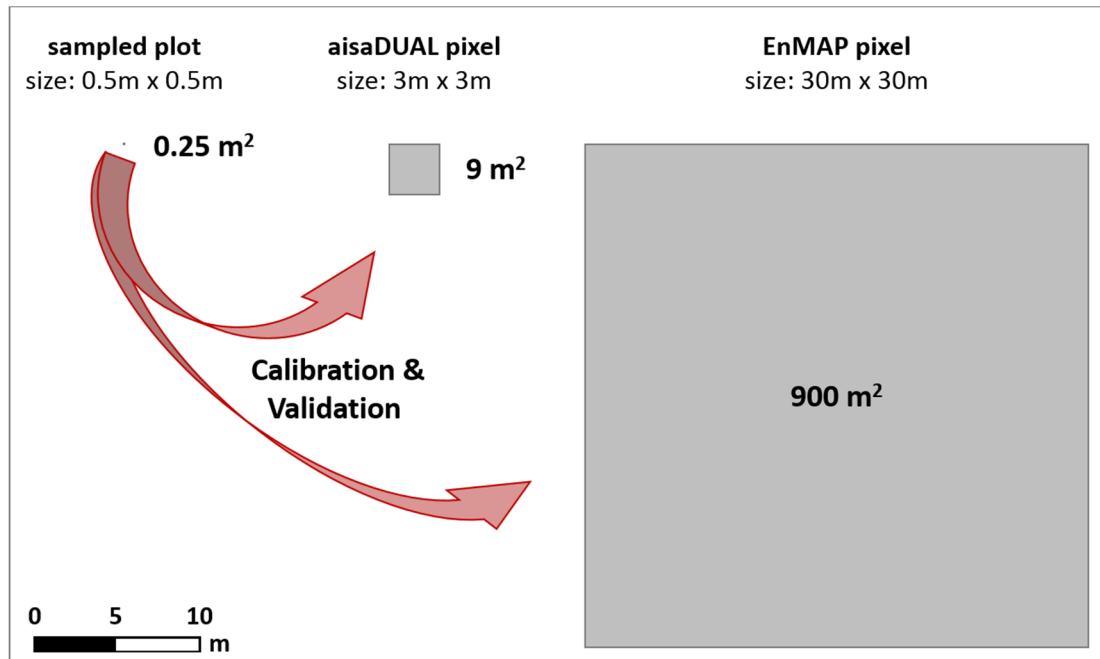 sampled plot
size: 0.5m x 0.5m
aisaDUAL pixel
size: 3m x 3m
EnMAP pixel
size: 30m x 30m
0.25 m²
9 m²
Calibration &
Validation
900 m²
0 5 10
m